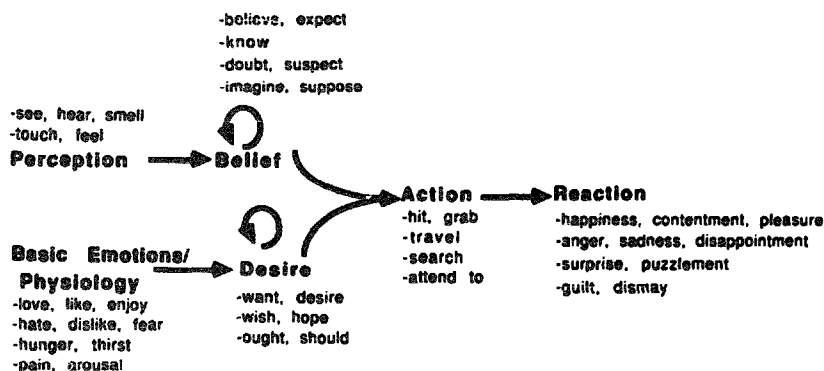 -believe, expect
-know
-doubt, suspect
-imagine, suppose
-see, hear, smell
-touch, feel
Perception
Belief
Action
-hit, grab
-travel
-search
-attend to
Reaction
-happiness, contentment, pleasure
-anger, sadness, disappointment
-surprise, puzzlement
-guilt, dismay
Basic Emotions/
Physiology
-love, like, enjoy
-hate, dislike, fear
-hunger, thirst
-pain, arousal
Desire
-want, desire
-wish, hope
-ought, should